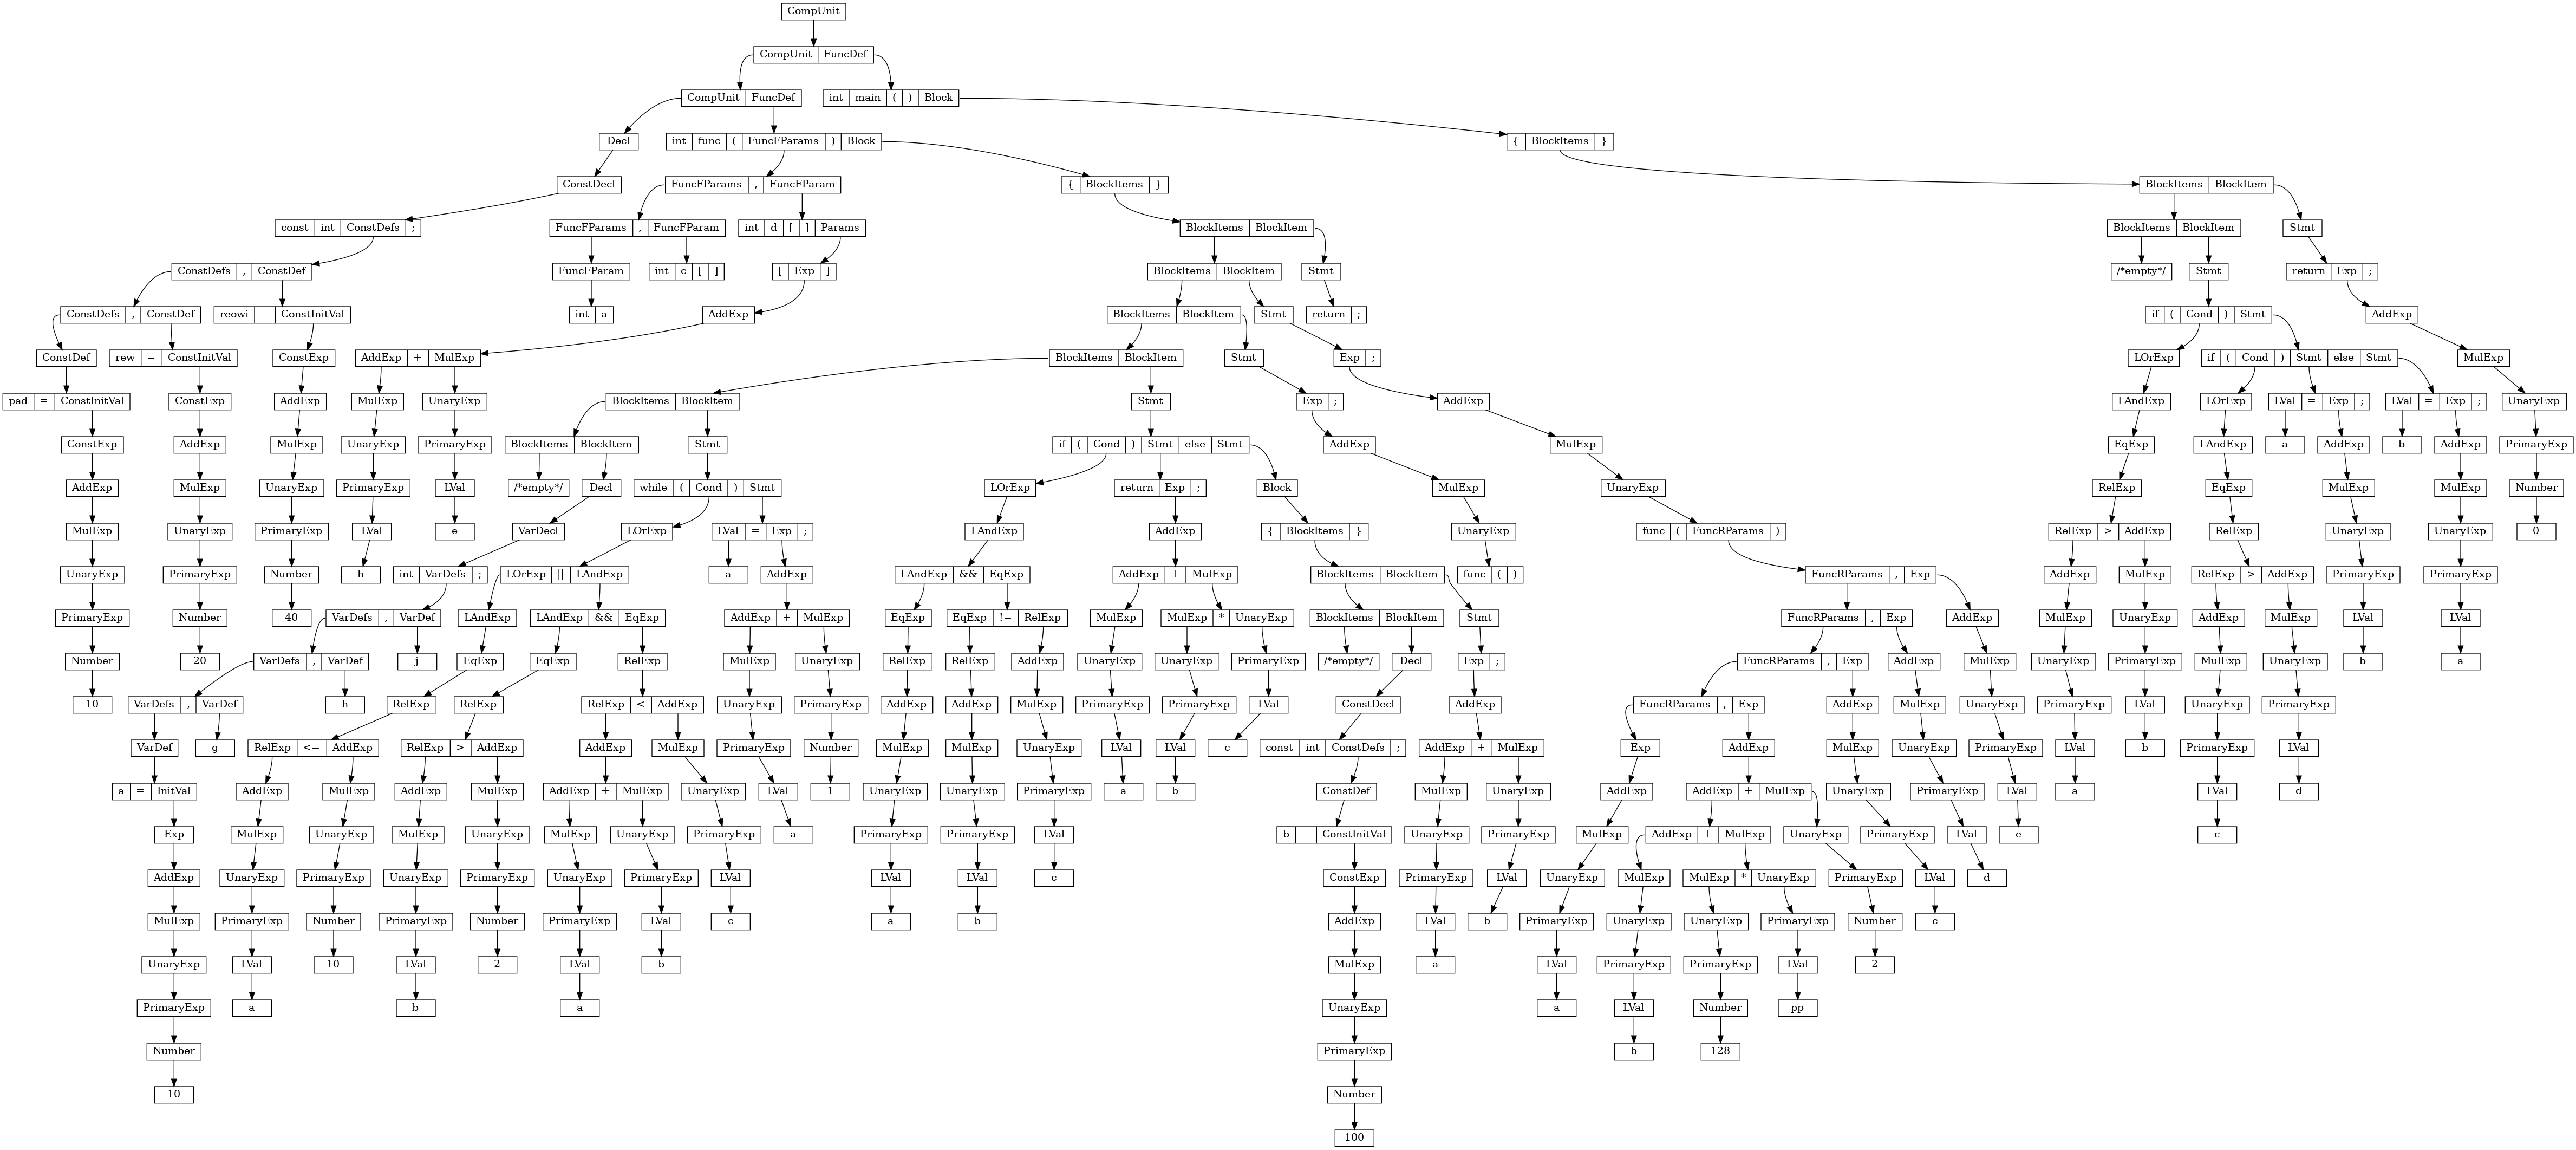 CompUnit
CompUnit | FuncDef
CompUnit | FuncDef int | main | ( | ) | Block
Decl int | func | ( | FuncFParams | ) | Block { | BlockItems | }
ConstDecl FuncFParams | , | FuncFParam { | BlockItems | } BlockItems | BlockItem
const | int | ConstDefs | ; FuncFParams | , | FuncFParam int | d | [ | ] | Params BlockItems | BlockItem BlockItems | BlockItem Stmt
ConstDefs | , | ConstDef FuncFParam int | c | [ | ] [ | Exp | ] BlockItems | BlockItem Stmt /*empty*/ Stmt return | Exp | ;
ConstDefs | , | ConstDef reowi | = | ConstInitVal int | a AddExp BlockItems | BlockItem Stmt return | ; if | ( | Cond | ) | Stmt AddExp
ConstDef rew | = | ConstInitVal ConstExp AddExp | + | MulExp BlockItems | BlockItem Stmt Exp | ; LOrExp if | ( | Cond | ) | Stmt | else | Stmt MulExp
pad | = | ConstInitVal ConstExp AddExp MulExp UnaryExp BlockItems | BlockItem Stmt Exp | ; AddExp LAndExp LOrExp LVal | = | Exp | ; LVal | = | Exp | ; UnaryExp
ConstExp AddExp MulExp UnaryExp PrimaryExp BlockItems | BlockItem Stmt if | ( | Cond | ) | Stmt | else | Stmt AddExp MulExp EqExp LAndExp a AddExp b AddExp PrimaryExp
AddExp MulExp UnaryExp PrimaryExp LVal /*empty*/ Decl while | ( | Cond | ) | Stmt LOrExp return | Exp | ; Block MulExp UnaryExp RelExp EqExp MulExp MulExp Number
MulExp UnaryExp PrimaryExp LVal e VarDecl LOrExp LVal | = | Exp | ; LAndExp AddExp { | BlockItems | } UnaryExp func | ( | FuncRParams | ) RelExp | > | AddExp RelExp UnaryExp UnaryExp 0
UnaryExp PrimaryExp Number h int | VarDefs | ; LOrExp | || | LAndExp a AddExp LAndExp | && | EqExp AddExp | + | MulExp BlockItems | BlockItem func | ( | ) FuncRParams | , | Exp AddExp MulExp RelExp | > | AddExp PrimaryExp PrimaryExp
PrimaryExp Number 40 VarDefs | , | VarDef LAndExp LAndExp | && | EqExp AddExp | + | MulExp EqExp EqExp | != | RelExp MulExp MulExp | * | UnaryExp BlockItems | BlockItem Stmt FuncRParams | , | Exp AddExp MulExp UnaryExp AddExp MulExp LVal LVal
Number 20 VarDefs | , | VarDef j EqExp EqExp RelExp MulExp UnaryExp RelExp RelExp AddExp UnaryExp UnaryExp PrimaryExp /*empty*/ Decl Exp | ; FuncRParams | , | Exp AddExp MulExp UnaryExp PrimaryExp MulExp UnaryExp b a
10 VarDefs | , | VarDef h RelExp RelExp RelExp | < | AddExp UnaryExp PrimaryExp AddExp AddExp MulExp PrimaryExp PrimaryExp LVal ConstDecl AddExp FuncRParams | , | Exp AddExp MulExp UnaryExp PrimaryExp LVal UnaryExp PrimaryExp
VarDef g RelExp | <= | AddExp RelExp | > | AddExp AddExp MulExp PrimaryExp Number MulExp MulExp UnaryExp LVal LVal c const | int | ConstDefs | ; AddExp | + | MulExp Exp AddExp MulExp UnaryExp PrimaryExp LVal b PrimaryExp LVal
a | = | InitVal AddExp MulExp AddExp MulExp AddExp | + | MulExp UnaryExp LVal 1 UnaryExp UnaryExp PrimaryExp a b ConstDef MulExp UnaryExp AddExp AddExp | + | MulExp UnaryExp PrimaryExp LVal a LVal d
Exp MulExp UnaryExp MulExp UnaryExp MulExp UnaryExp PrimaryExp a PrimaryExp PrimaryExp LVal b | = | ConstInitVal UnaryExp PrimaryExp MulExp AddExp | + | MulExp UnaryExp PrimaryExp LVal e c
AddExp UnaryExp PrimaryExp UnaryExp PrimaryExp UnaryExp PrimaryExp LVal LVal LVal c ConstExp PrimaryExp LVal UnaryExp MulExp MulExp | * | UnaryExp PrimaryExp LVal d
MulExp PrimaryExp Number PrimaryExp Number PrimaryExp LVal c a b AddExp LVal b PrimaryExp UnaryExp UnaryExp PrimaryExp Number c
UnaryExp LVal 10 LVal 2 LVal b MulExp a LVal PrimaryExp PrimaryExp LVal 2
PrimaryExp a b a UnaryExp a LVal Number pp
Number PrimaryExp b 128
10 Number
100